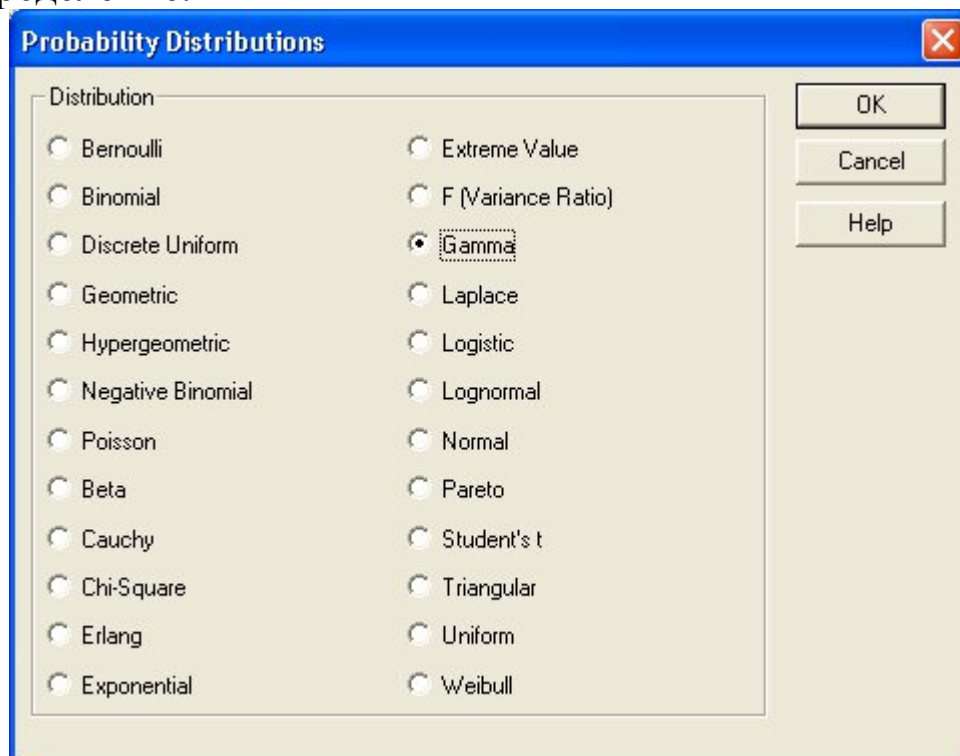 Probability Distributions
Distribution
Bernoulli
Binomial
Discrete Uniform
Geometric
Hypergeometric
Negative Binomial
Poisson
Beta
Cauchy
Chi-Square
Erlang
Exponential
Extreme Value
F (Variance Ratio)
Gamma
Laplace
Logistic
Lognormal
Normal
Pareto
Student's t
Triangular
Uniform
Weibull
OK
Cancel
Help